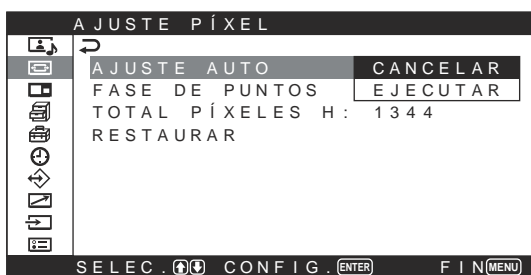 AJUSTE PÍXEL
AJUSTE AUTO CANCELAR
FASE DE PUNTOS EJECUTAR
TOTAL PÍXELES H: 1344
RESTAURAR
SELEC. CONFIG. ENTER FIN MENU